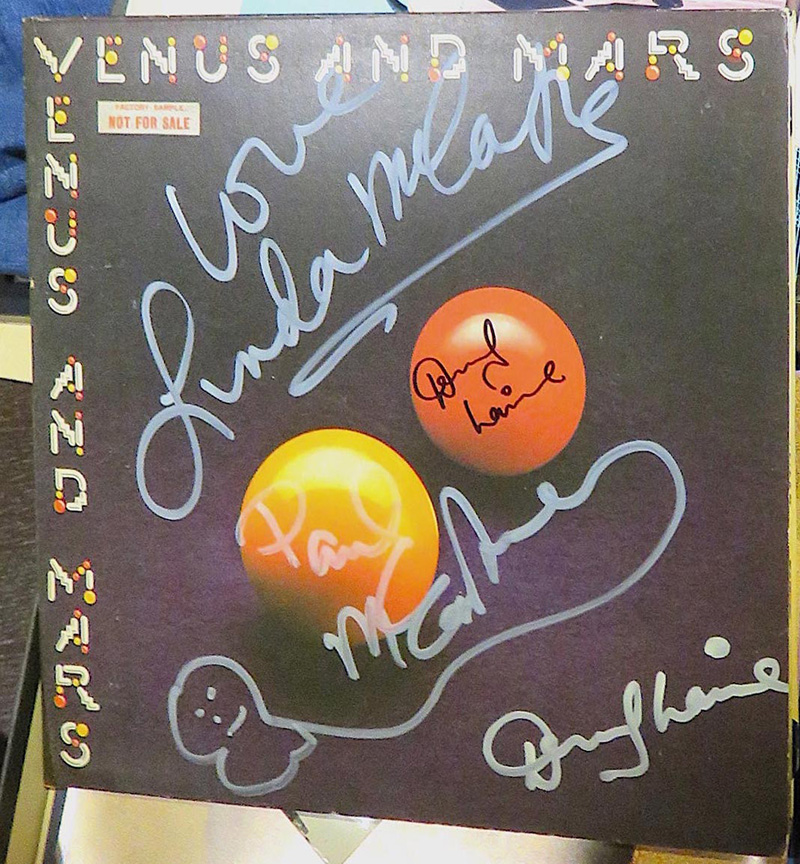 VENUS AND MARS
VENUS AND MARS
FACTORY SAMPLE
NOT FOR SALE
Love
Linda McCartney
Denny
Laine
Paul
McCartney
Denny Laine